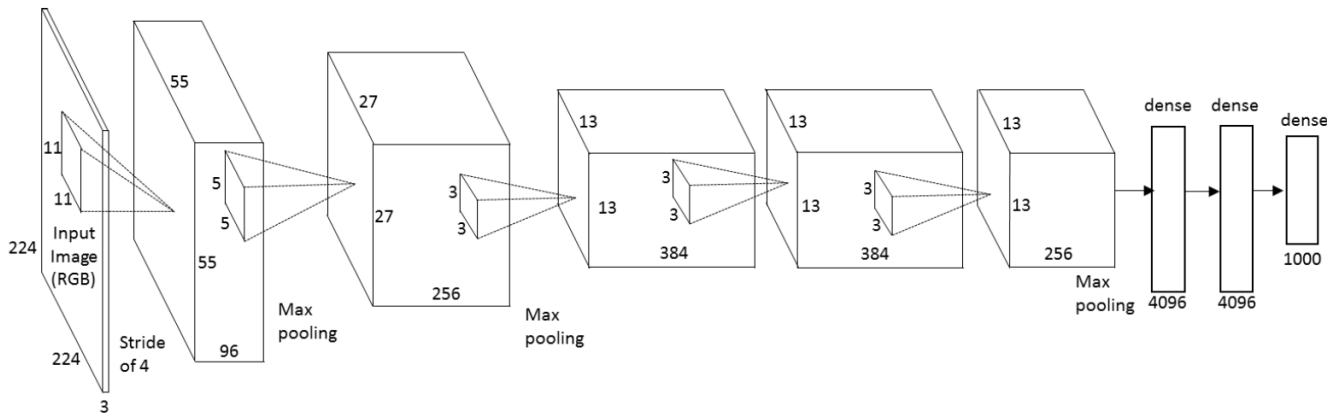 224
224
3
11
11
Input
Image
(RGB)
Stride
of 4
55
55
96
5
5
Max
pooling
27
27
256
3
3
Max
pooling
13
13
384
3
3
13
13
384
3
3
13
13
256
Max
pooling
dense
4096
dense
4096
dense
1000